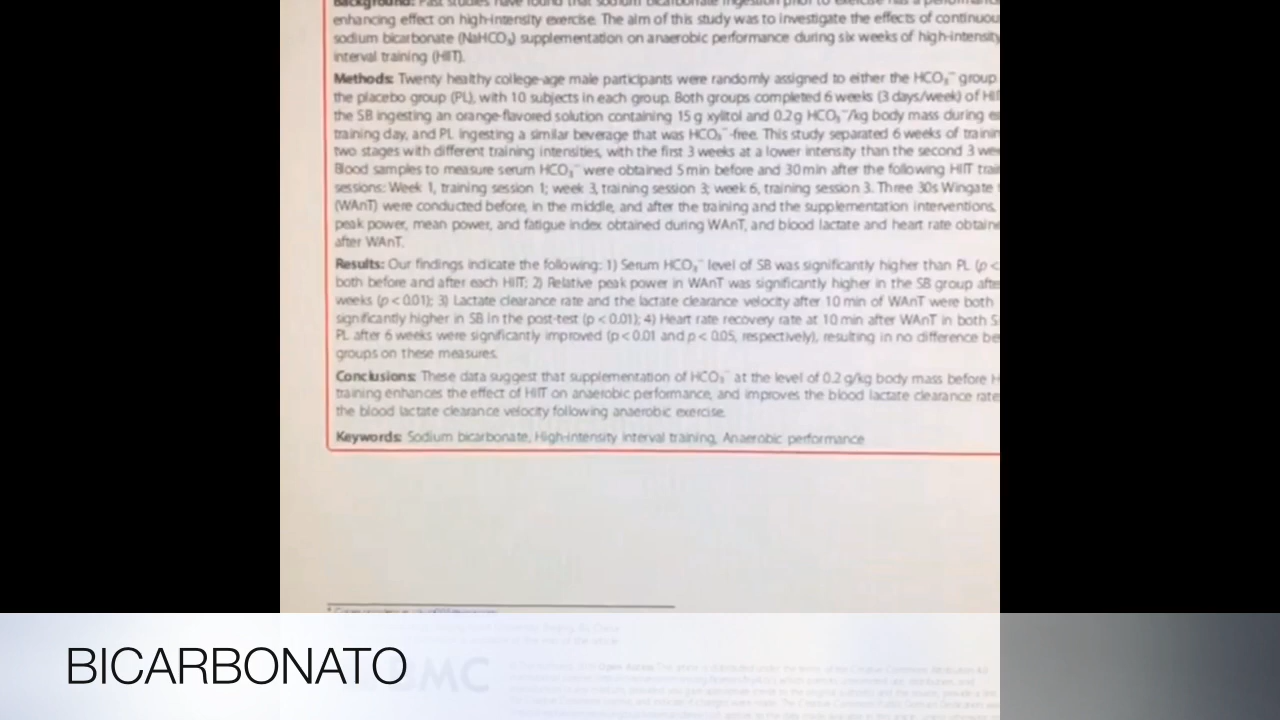 enhancing effect on high-intensity exercise. The aim of this study was to investigate the effects of continuou
sodium bicarbonate (NaHCO₃) supplementation on anaerobic performance during six weeks of high-intensity
interval training (HIIT).
Methods: Twenty healthy college-age male participants were randomly assigned to either the HCO₃⁻ group
the placebo group (PL), with 10 subjects in each group. Both groups completed 6 weeks (3 days/week) of HI
the SB ingesting an orange-flavored solution containing 15 g xylitol and 0.2 g HCO₃⁻/kg body mass during e
training day, and PL ingesting a similar beverage that was HCO₃⁻-free. This study separated 6 weeks of trainin
two stages with different training intensities, with the first 3 weeks at a lower intensity than the second 3 we
Blood samples to measure serum HCO₃⁻ were obtained 5 min before and 30 min after the following HIIT trai
sessions: Week 1, training session 1; week 3, training session 3; week 6, training session 3. Three 30s Wingate
(WAnT) were conducted before, in the middle, and after the training and the supplementation interventions,
peak power, mean power, and fatigue index obtained during WAnT, and blood lactate and heart rate obtain
after WAnT.
Results: Our findings indicate the following: 1) Serum HCO₃⁻ level of SB was significantly higher than PL (p <
both before and after each HIIT; 2) Relative peak power in WAnT was significantly higher in the SB group afte
weeks (p < 0.01); 3) Lactate clearance rate and the lactate clearance velocity after 10 min of WAnT were both
significantly higher in SB in the post-test (p < 0.01); 4) Heart rate recovery rate at 10 min after WAnT in both S
PL after 6 weeks were significantly improved (p < 0.01 and p < 0.05, respectively), resulting in no difference be
groups on these measures.
Conclusions: These data suggest that supplementation of HCO₃⁻ at the level of 0.2 g/kg body mass before H
training enhances the effect of HIIT on anaerobic performance, and improves the blood lactate clearance rate
the blood lactate clearance velocity following anaerobic exercise.
Keywords: Sodium bicarbonate, High-intensity interval training, Anaerobic performance
BICARBONATO